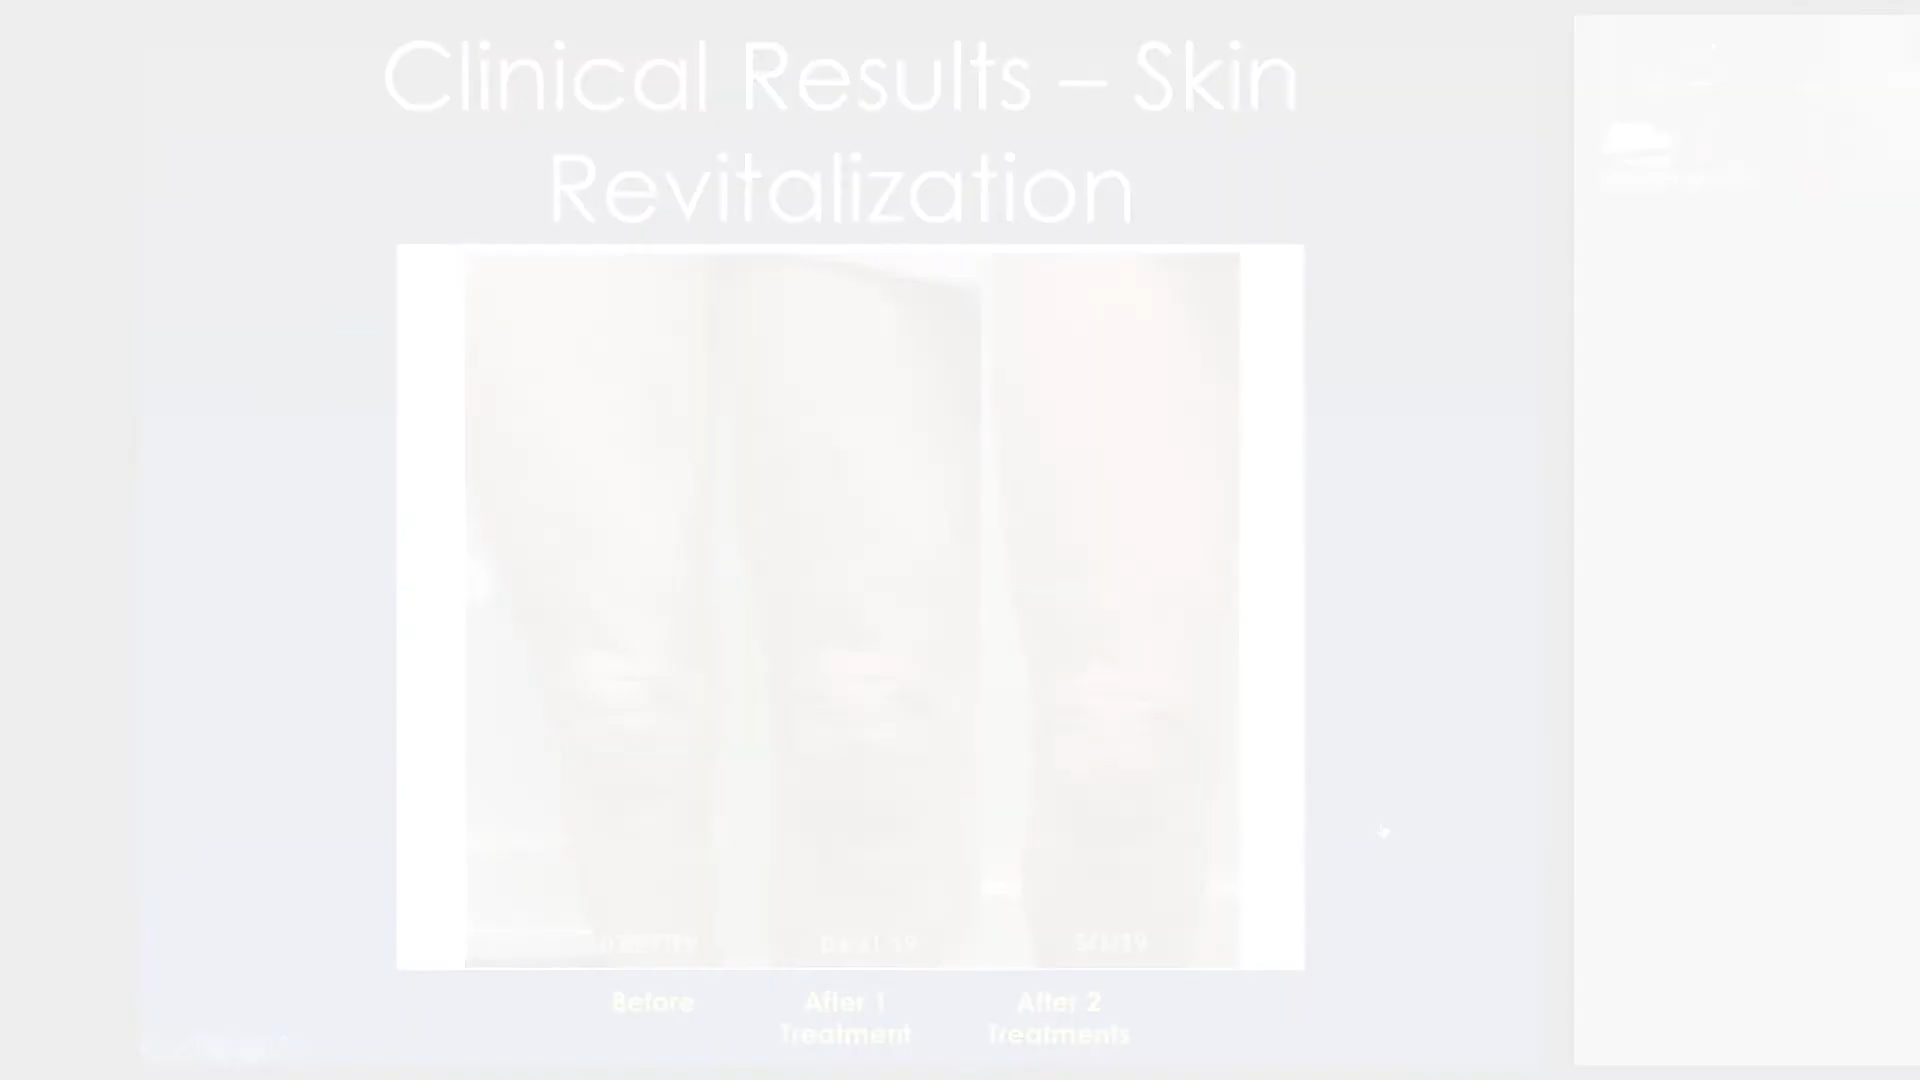 Clinical Results – Skin
Revitalization
Before
After 1
Treatment
After 2
Treatments